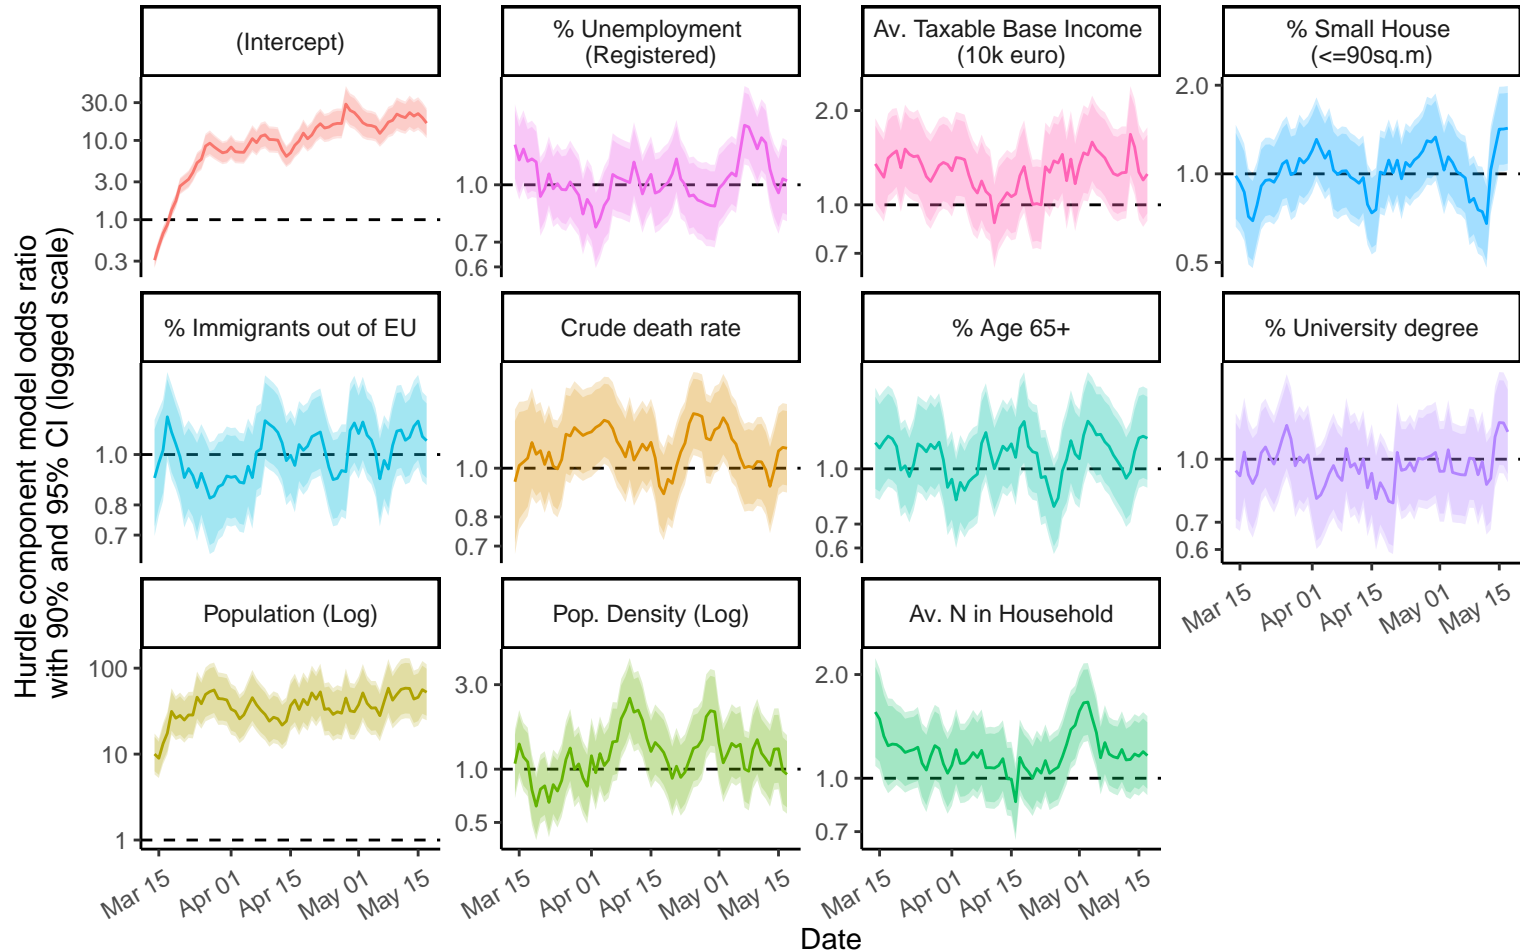 Hurdle component model odds ratio
with 90% and 95% CI (logged scale)
(Intercept)
30.0
10.0
3.0
1.0
0.3
% Unemployment
(Registered)
1.0
0.7
0.6
Av. Taxable Base Income
(10k euro)
2.0
1.0
0.7
% Small House
(<=90sq.m)
2.0
1.0
0.5
% Immigrants out of EU
1.0
0.8
0.7
Crude death rate
1.0
0.8
0.7
% Age 65+
1.0
0.7
0.6
% University degree
1.0
0.7
0.6
Mar 15
Apr 01
Apr 15
May 01
May 15
Population (Log)
100
10
1
Mar 15
Apr 01
Apr 15
May 01
May 15
Pop. Density (Log)
3.0
1.0
0.5
Mar 15
Apr 01
Apr 15
May 01
May 15
Av. N in Household
2.0
1.0
0.7
Mar 15
Apr 01
Apr 15
May 01
May 15
Date